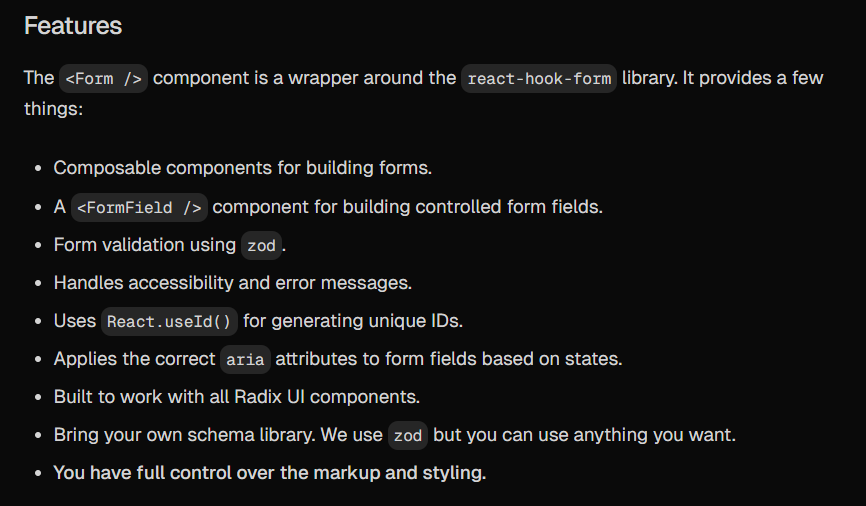 Features
The <Form /> component is a wrapper around the react-hook-form library. It provides a few
things:
• Composable components for building forms.
• A <FormField /> component for building controlled form fields.
• Form validation using zod.
• Handles accessibility and error messages.
• Uses React.useId() for generating unique IDs.
• Applies the correct aria attributes to form fields based on states.
• Built to work with all Radix UI components.
• Bring your own schema library. We use zod but you can use anything you want.
• You have full control over the markup and styling.